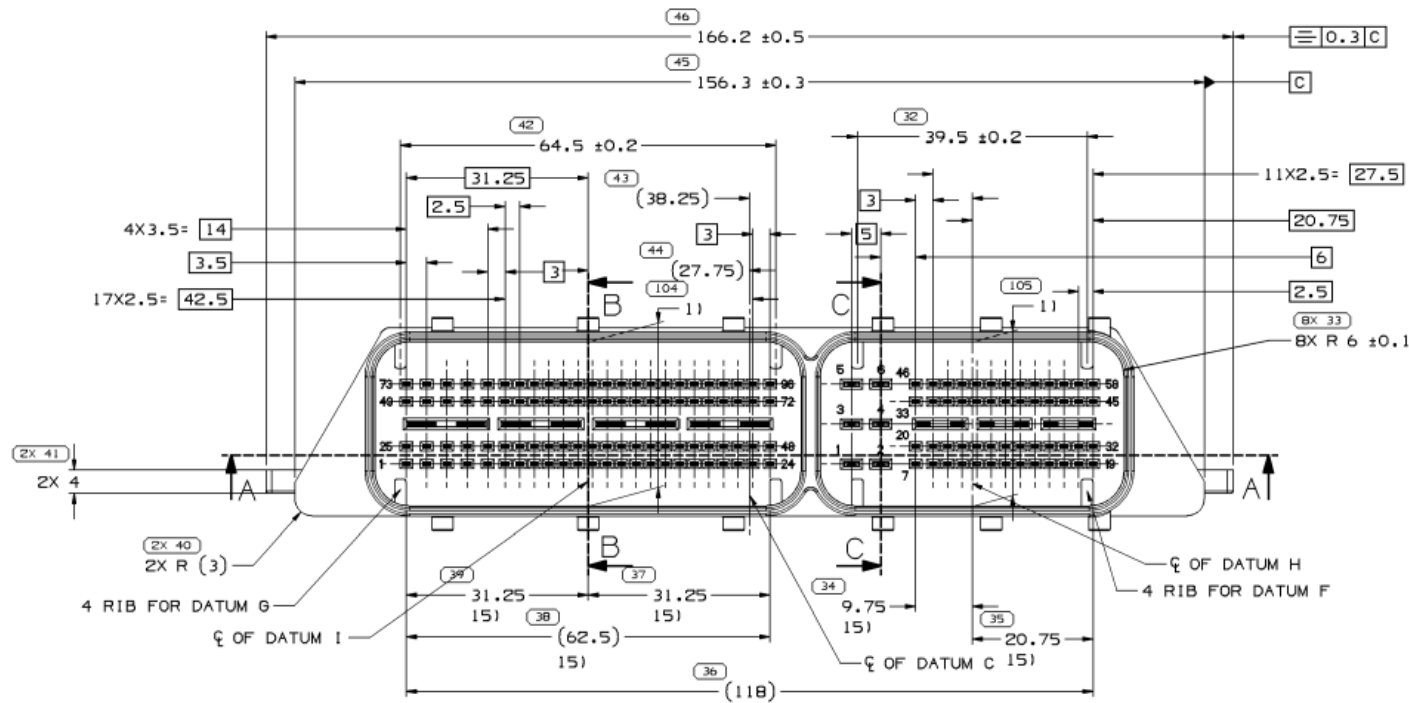 46
166.2 ±0.5
⌯ 0.3 C
45
156.3 ±0.3
C
42
64.5 ±0.2
32
39.5 ±0.2
31.25
43
(38.25)
11X2.5= 27.5
2.5
3
4X3.5= 14
3
5
20.75
44
(27.75)
3.5
3
6
17X2.5= 42.5
B
104
1)
C
105
1)
2.5
8X 33
8X R 6 ±0.1
73
96
5
6
46
58
49
72
45
3
4
33
20
2X 41
2X 4
25
48
1
2
32
1
24
7
19
A
A
2X 40
2X R (3)
B
C
℄ OF DATUM H
39
37
34
4 RIB FOR DATUM G
31.25
15)
31.25
15)
9.75
15)
4 RIB FOR DATUM F
38
35
℄ OF DATUM I
(62.5)
15)
20.75
15)
℄ OF DATUM C
36
(118)